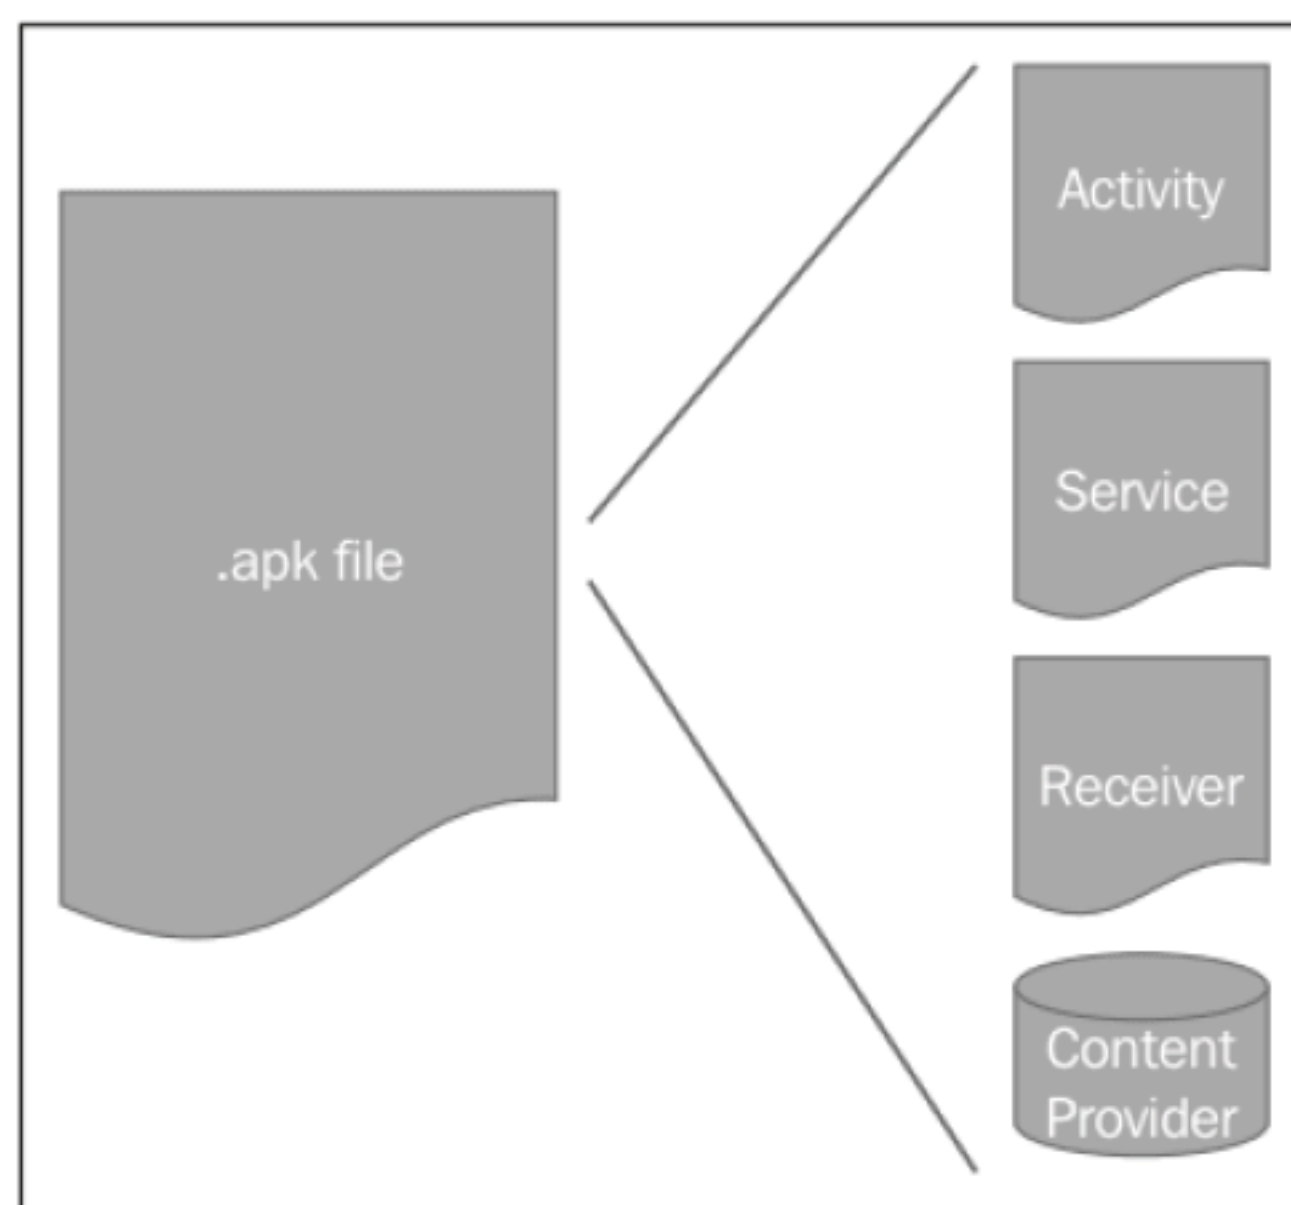 .apk file
Activity
Service
Receiver
Content
Provider